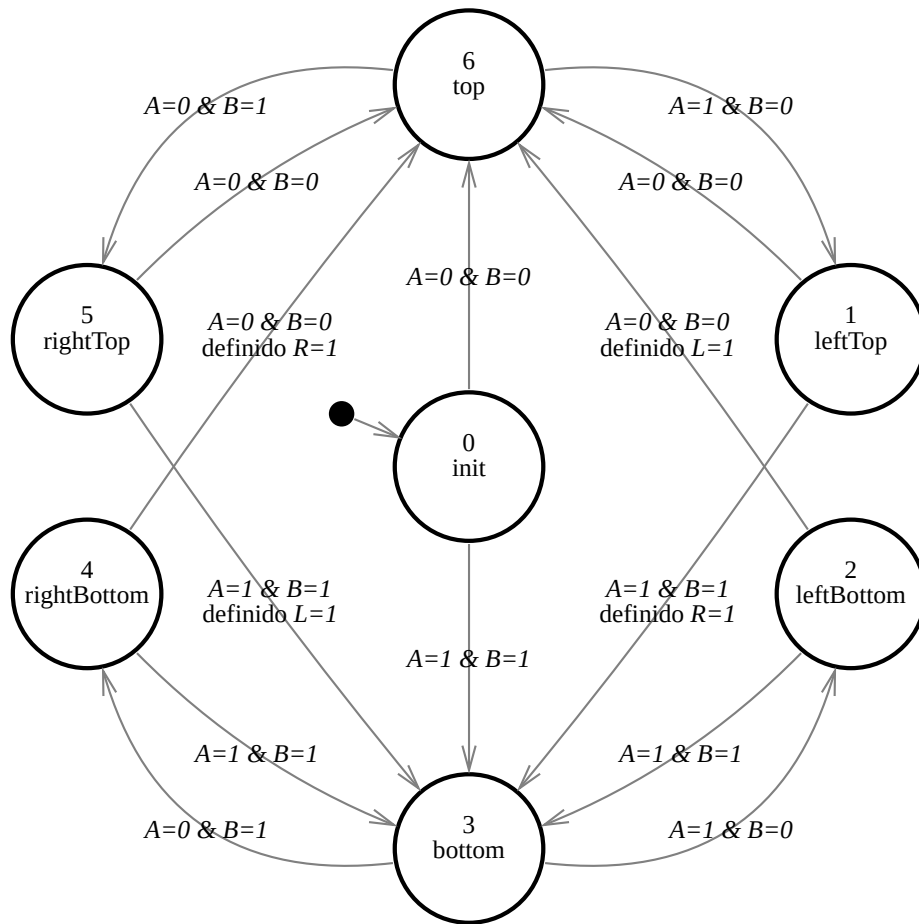 6
top
A=0 & B=1
A=1 & B=0
A=0 & B=0
A=0 & B=0
A=0 & B=0
5
rightTop
1
leftTop
A=0 & B=0
definido R=1
A=0 & B=0
definido L=1
0
init
4
rightBottom
2
leftBottom
A=1 & B=1
definido L=1
A=1 & B=1
definido R=1
A=1 & B=1
A=1 & B=1
A=1 & B=1
A=0 & B=1
A=1 & B=0
3
bottom